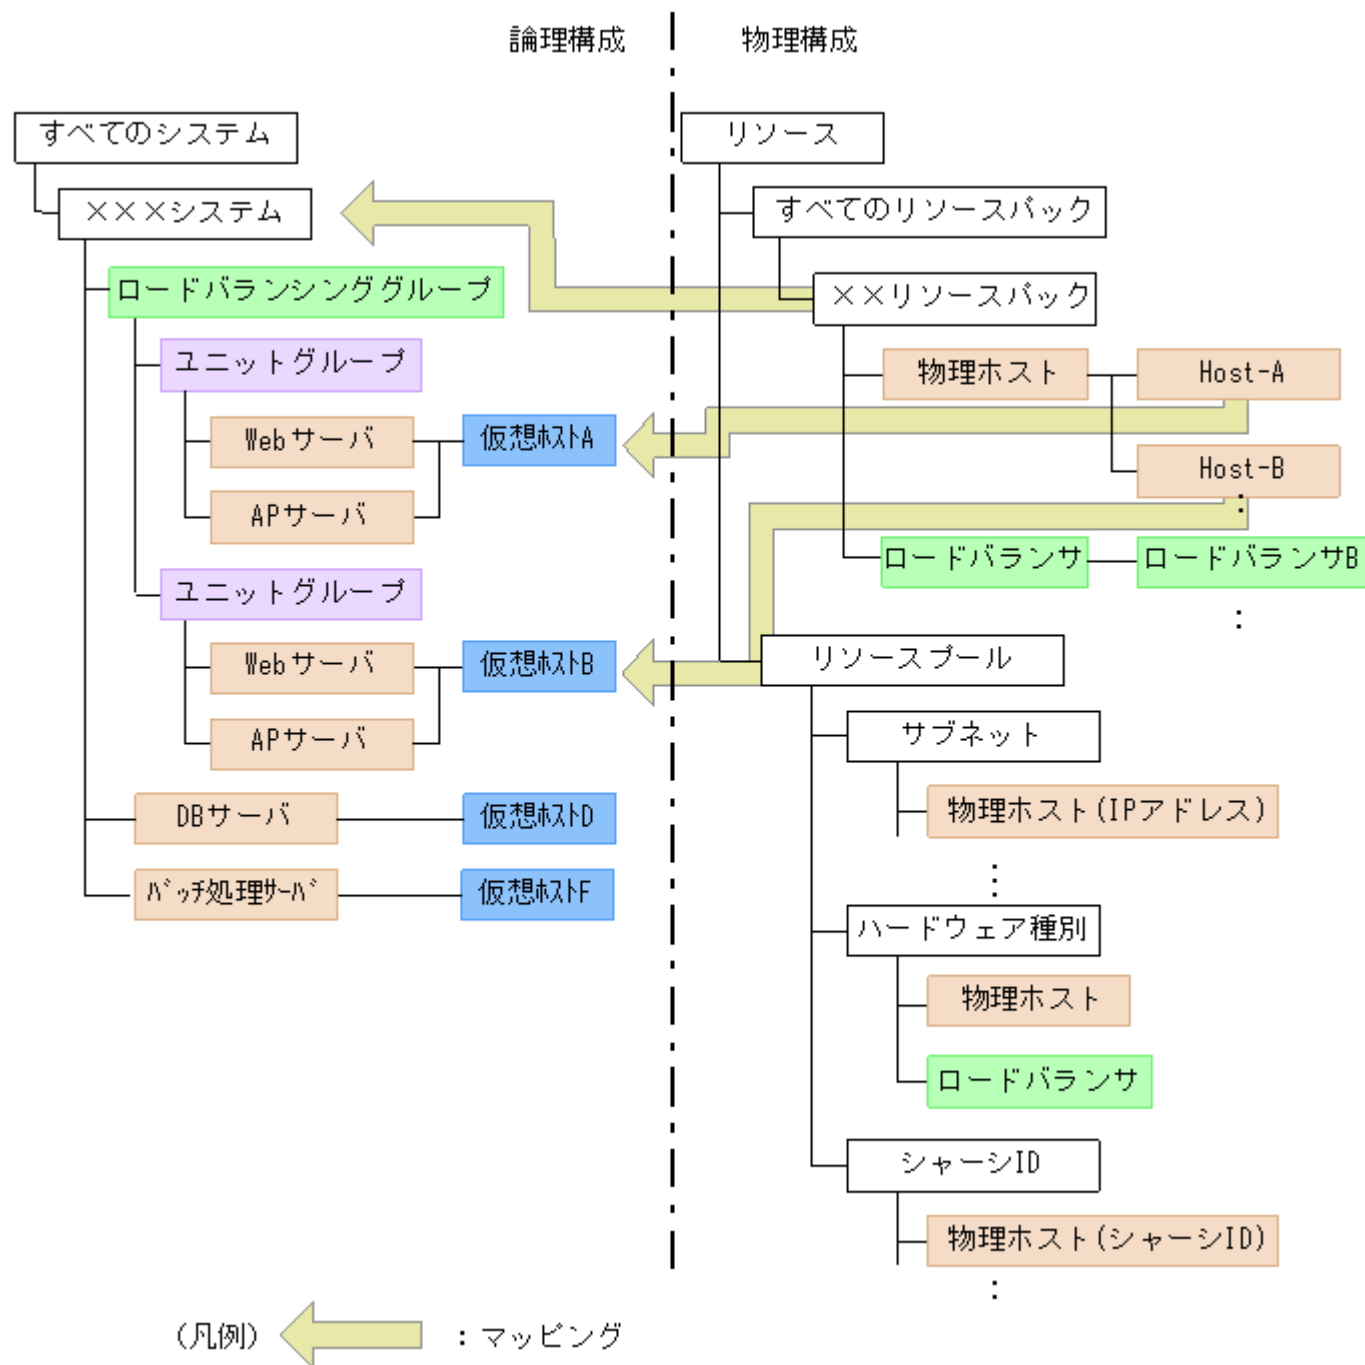 論理構成
物理構成
すべてのシステム
×××システム
ロードバランシンググループ
ユニットグループ
Webサーバ
仮想ホストA
APサーバ
ユニットグループ
Webサーバ
仮想ホストB
APサーバ
DBサーバ
仮想ホストD
バッチ処理サーバ
仮想ホストF
リソース
すべてのリソースパック
××リソースパック
物理ホスト
Host-A
Host-B
:
ロードバランサ
ロードバランサB
:
リソースプール
サブネット
物理ホスト(IPアドレス)
:
ハードウェア種別
物理ホスト
ロードバランサ
シャーシID
物理ホスト(シャーシID)
:
(凡例)
:マッピング